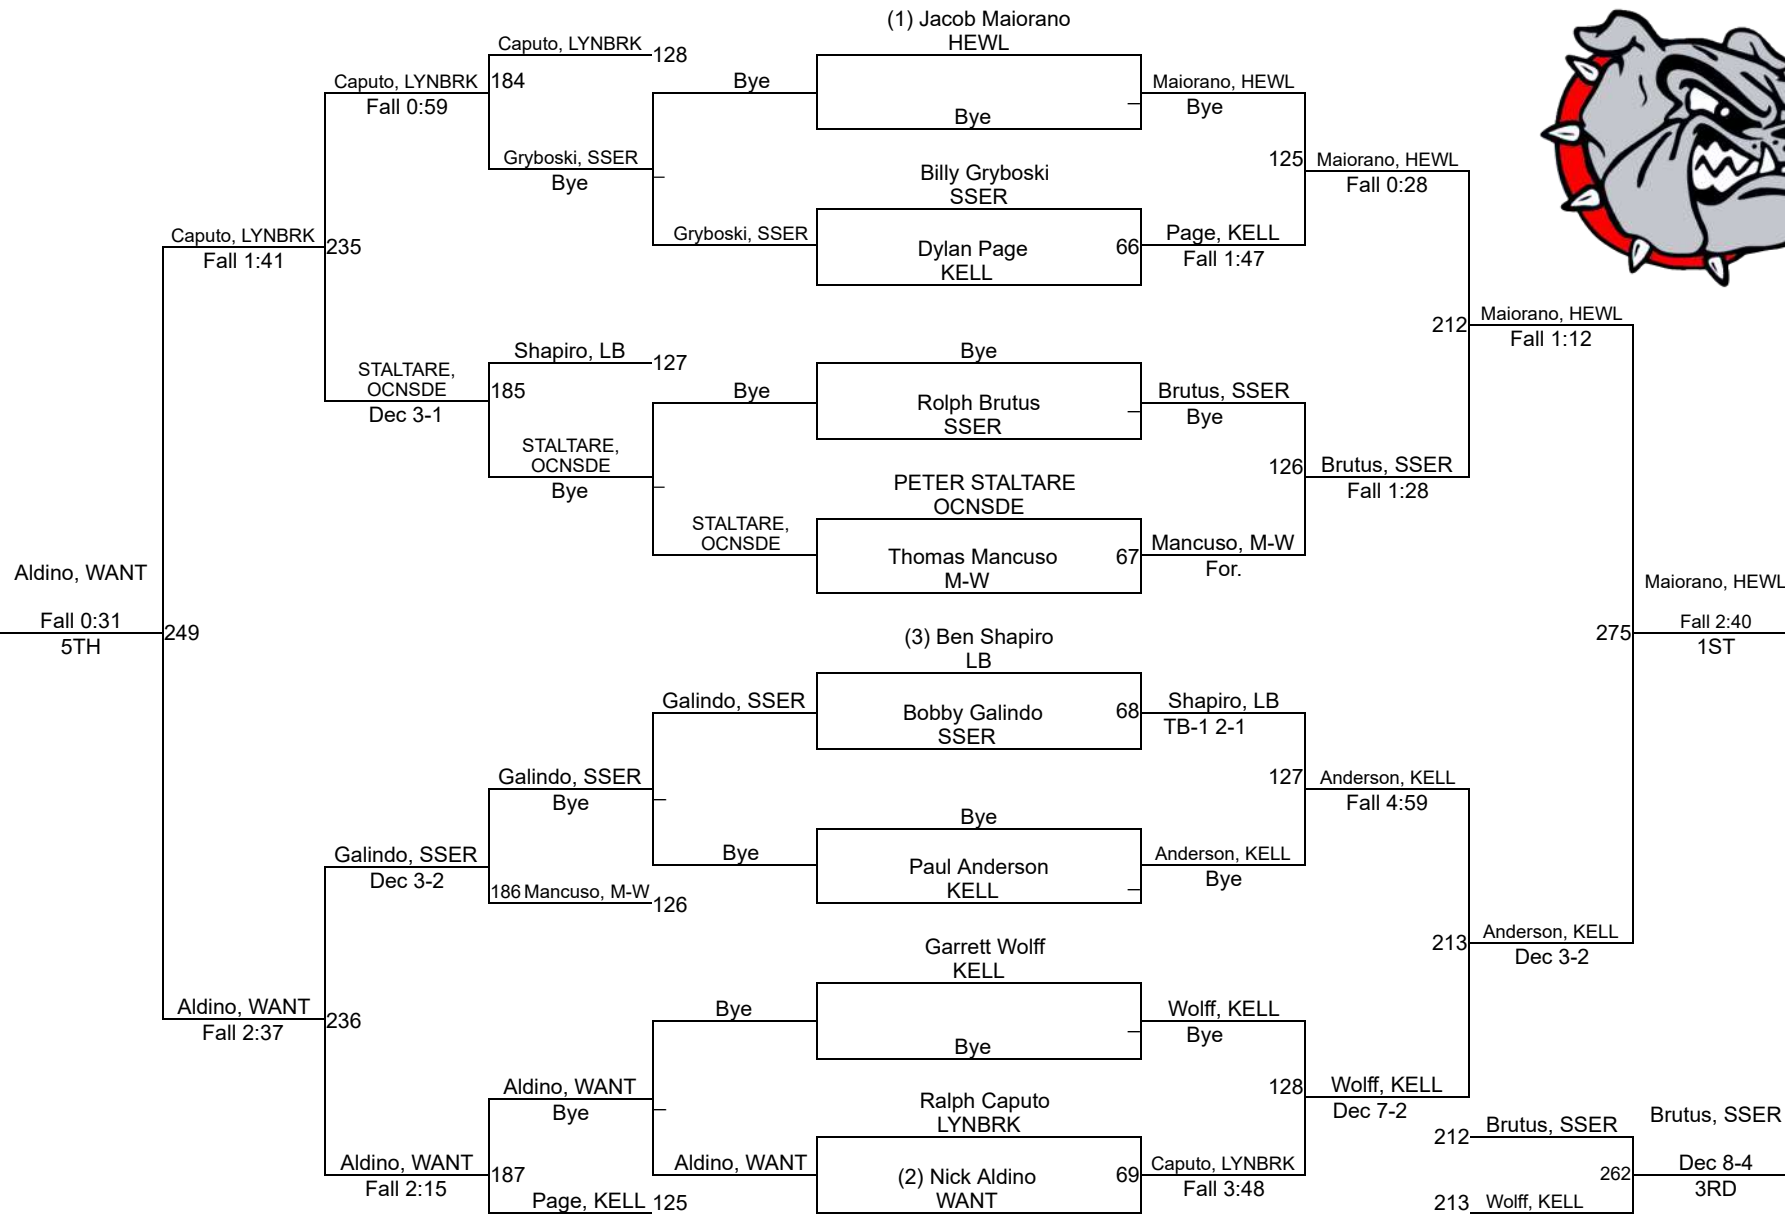 (1) Jacob Maiorano
HEWL
Caputo, LYNBRK
128
Caputo, LYNBRK
184
Bye
Maiorano, HEWL
Fall 0:59
Bye
Bye
Gryboski, SSER
125
Maiorano, HEWL
Bye
Billy Gryboski
Fall 0:28
SSER
Caputo, LYNBRK
235
Gryboski, SSER
Dylan Page
66
Page, KELL
Fall 1:41
KELL
Fall 1:47
212
Maiorano, HEWL
Fall 1:12
Shapiro, LB
127
Bye
STALTARE,
OCNSDE
185
Bye
Rolph Brutus
Brutus, SSER
Dec 3-1
SSER
Bye
STALTARE,
OCNSDE
126
Brutus, SSER
Bye
PETER STALTARE
Fall 1:28
OCNSDE
STALTARE,
OCNSDE
Thomas Mancuso
67
Mancuso, M-W
M-W
For.
Aldino, WANT
Maiorano, HEWL
Fall 0:31
249
275
Fall 2:40
5TH
1ST
(3) Ben Shapiro
LB
Galindo, SSER
Bobby Galindo
68
Shapiro, LB
SSER
TB-1 2-1
Galindo, SSER
127
Anderson, KELL
Bye
Fall 4:59
Bye
Galindo, SSER
Bye
Paul Anderson
Anderson, KELL
Dec 3-2
KELL
Bye
186
Mancuso, M-W
126
213
Anderson, KELL
Dec 3-2
Garrett Wolff
KELL
Aldino, WANT
236
Bye
Wolff, KELL
Fall 2:37
Bye
Bye
Aldino, WANT
128
Wolff, KELL
Bye
Ralph Caputo
Dec 7-2
LYNBRK
212
Brutus, SSER
Brutus, SSER
Aldino, WANT
187
Aldino, WANT
(2) Nick Aldino
69
Caputo, LYNBRK
262
Dec 8-4
Fall 2:15
WANT
Fall 3:48
3RD
Page, KELL
125
213
Wolff, KELL